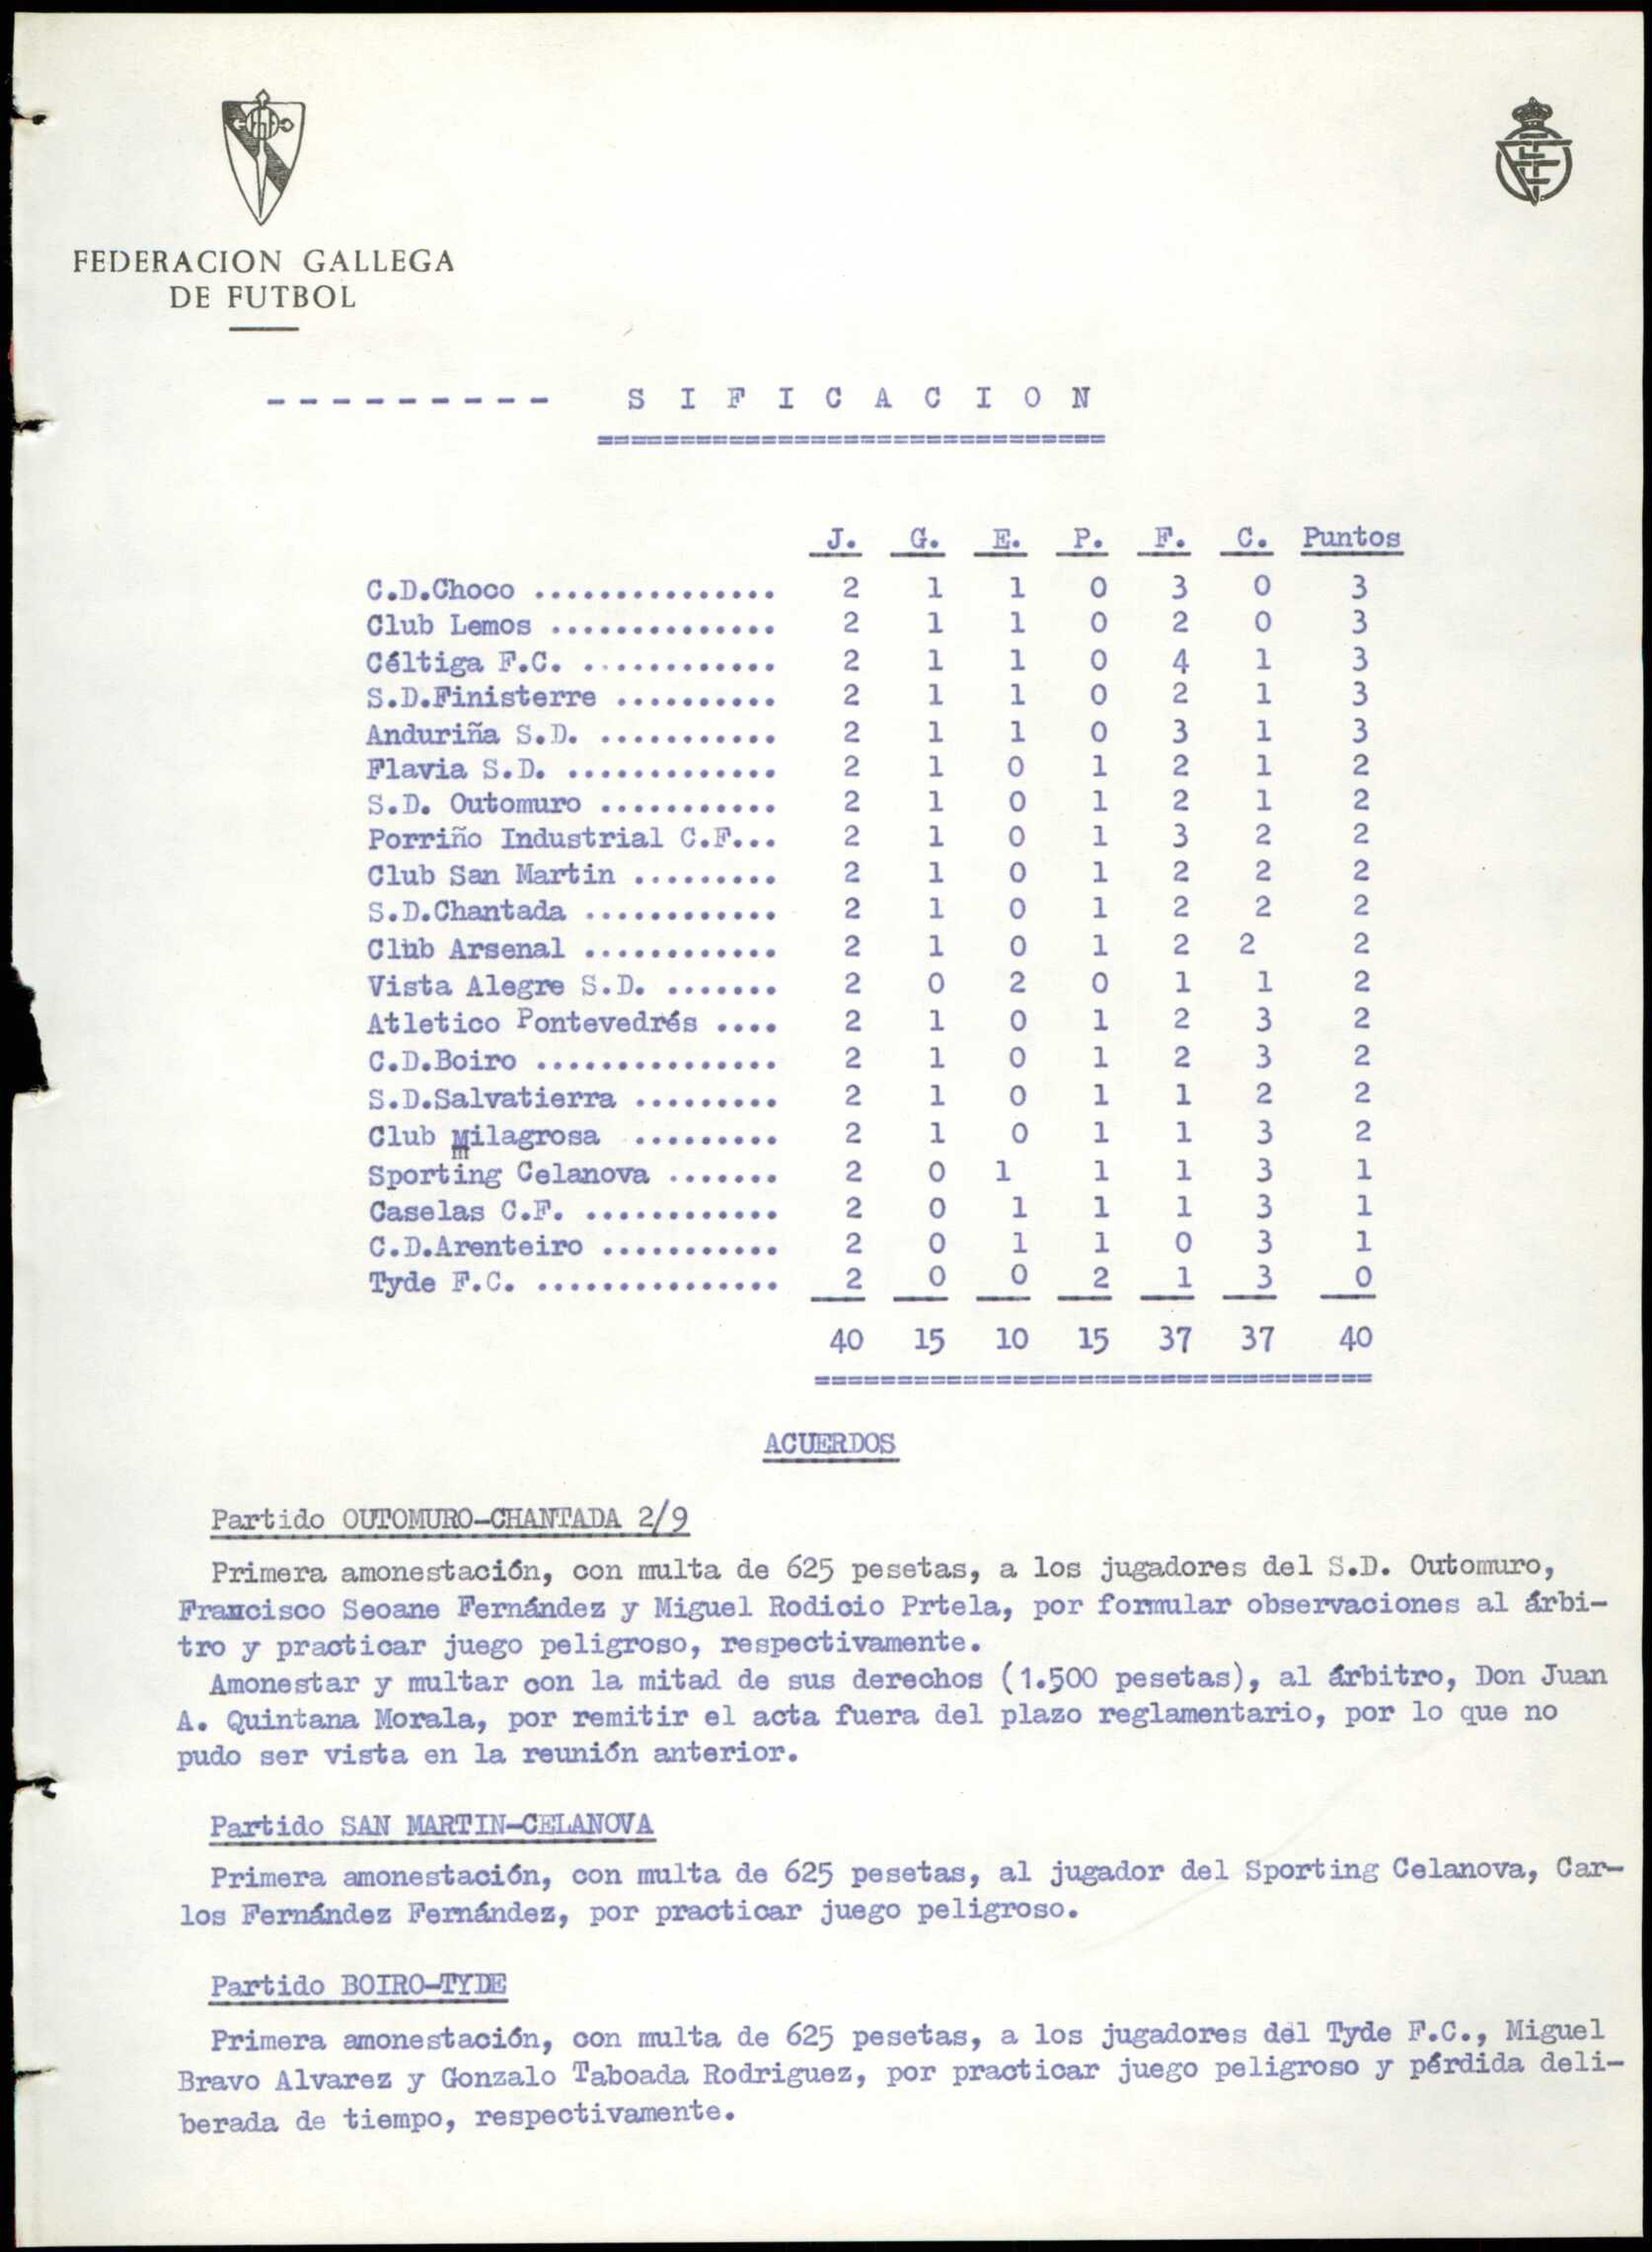 FEDERACION GALLEGA
DE FUTBOL
--------- S I F I C A C I O N
===============================
J. G. E. P. F. C. Puntos
C.D.Choco ............... 2 1 1 0 3 0 3
Club Lemos .............. 2 1 1 0 2 0 3
Céltiga F.C. ............ 2 1 1 0 4 1 3
S.D.Finisterre .......... 2 1 1 0 2 1 3
Anduriña S.D. ........... 2 1 1 0 3 1 3
Flavia S.D. ............. 2 1 0 1 2 1 2
S.D. Outomuro ........... 2 1 0 1 2 1 2
Porriño Industrial C.F... 2 1 0 1 3 2 2
Club San Martin ......... 2 1 0 1 2 2 2
S.D.Chantada ............ 2 1 0 1 2 2 2
Club Arsenal ............ 2 1 0 1 2 2 2
Vista Alegre S.D. ....... 2 0 2 0 1 1 2
Atletico Pontevedrés .... 2 1 0 1 2 3 2
C.D.Boiro ............... 2 1 0 1 2 3 2
S.D.Salvatierra ......... 2 1 0 1 1 2 2
Club Milagrosa ......... 2 1 0 1 1 3 2
Sporting Celanova ....... 2 0 1 1 1 3 1
Caselas C.F. ............ 2 0 1 1 1 3 1
C.D.Arenteiro ........... 2 0 1 1 0 3 1
Tyde F.C. ............... 2 0 0 2 1 3 0
40 15 10 15 37 37 40
==================================
ACUERDOS
Partido OUTOMURO-CHANTADA 2/9
Primera amonestación, con multa de 625 pesetas, a los jugadores del S.D. Outomuro,
Francisco Seoane Fernández y Miguel Rodicio Prtela, por formular observaciones al árbi-
tro y practicar juego peligroso, respectivamente.
Amonestar y multar con la mitad de sus derechos (1.500 pesetas), al árbitro, Don Juan
A. Quintana Morala, por remitir el acta fuera del plazo reglamentario, por lo que no
pudo ser vista en la reunión anterior.
Partido SAN MARTIN-CELANOVA
Primera amonestación, con multa de 625 pesetas, al jugador del Sporting Celanova, Car-
los Fernández Fernández, por practicar juego peligroso.
Partido BOIRO-TYDE
Primera amonestación, con multa de 625 pesetas, a los jugadores del Tyde F.C., Miguel
Bravo Alvarez y Gonzalo Taboada Rodriguez, por practicar juego peligroso y pérdida deli-
berada de tiempo, respectivamente.